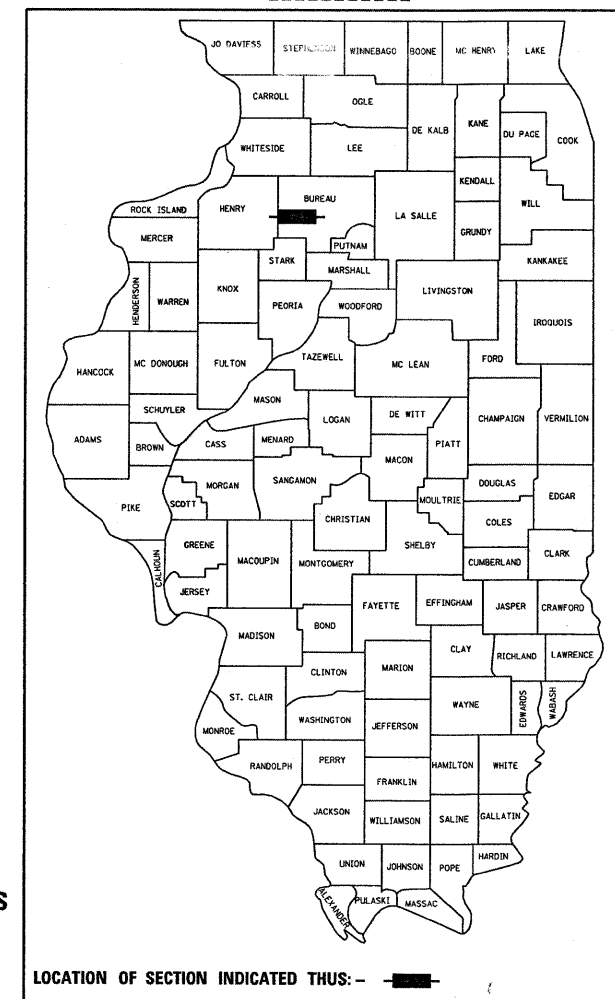 JO DAVIESS
STEPHENSON
WINNEBAGO
BOONE
MC HENRY
LAKE
CARROLL
OGLE
DE KALB
KANE
DU PAGE
COOK
WHITESIDE
LEE
KENDALL
WILL
ROCK ISLAND
HENRY
BUREAU
LA SALLE
GRUNDY
MERCER
PUTNAM
KANKAKEE
STARK
MARSHALL
HENDERSON
WARREN
KNOX
PEORIA
WOODFORD
LIVINGSTON
IROQUOIS
HANCOCK
MC DONOUGH
FULTON
TAZEWELL
MC LEAN
FORD
MASON
SCHUYLER
LOGAN
DE WITT
CHAMPAIGN
VERMILION
ADAMS
BROWN
CASS
MENARD
PIATT
MACON
SANGAMON
MORGAN
SCOTT
DOUGLAS
EDGAR
MOULTRIE
PIKE
CHRISTIAN
COLES
SHELBY
GREENE
MACOUPIN
MONTGOMERY
CUMBERLAND
CLARK
CALHOUN
JERSEY
FAYETTE
EFFINGHAM
JASPER
CRAWFORD
BOND
MADISON
CLAY
RICHLAND
LAWRENCE
MARION
CLINTON
ST. CLAIR
WAYNE
EDWARDS
WABASH
WASHINGTON
JEFFERSON
MONROE
RANDOLPH
PERRY
HAMILTON
WHITE
FRANKLIN
JACKSON
WILLIAMSON
SALINE
GALLATIN
UNION
JOHNSON
POPE
HARDIN
ALEXANDER
PULASKI
MASSAC
S
LOCATION OF SECTION INDICATED THUS: -